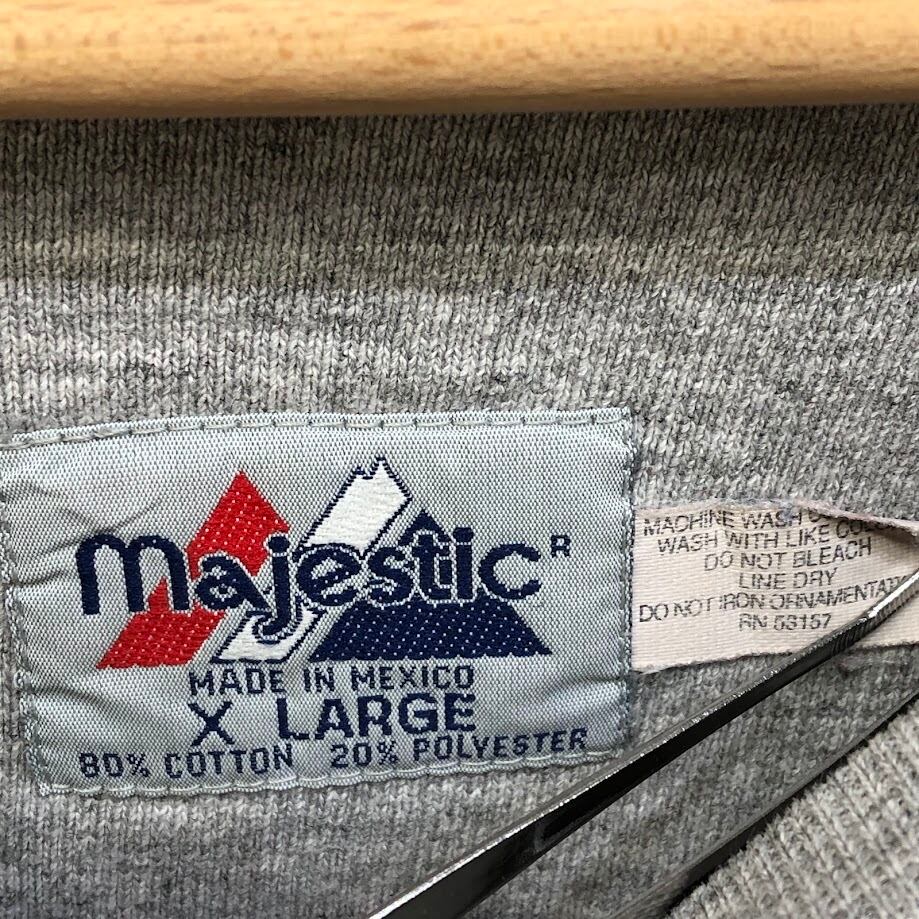 majestic R
MADE IN MEXICO
X LARGE
80% COTTON 20% POLYESTER
MACHINE WASH
WASH WITH LIKE
DO NOT BLEACH
LINE DRY
DO NOT IRON
RN 53157